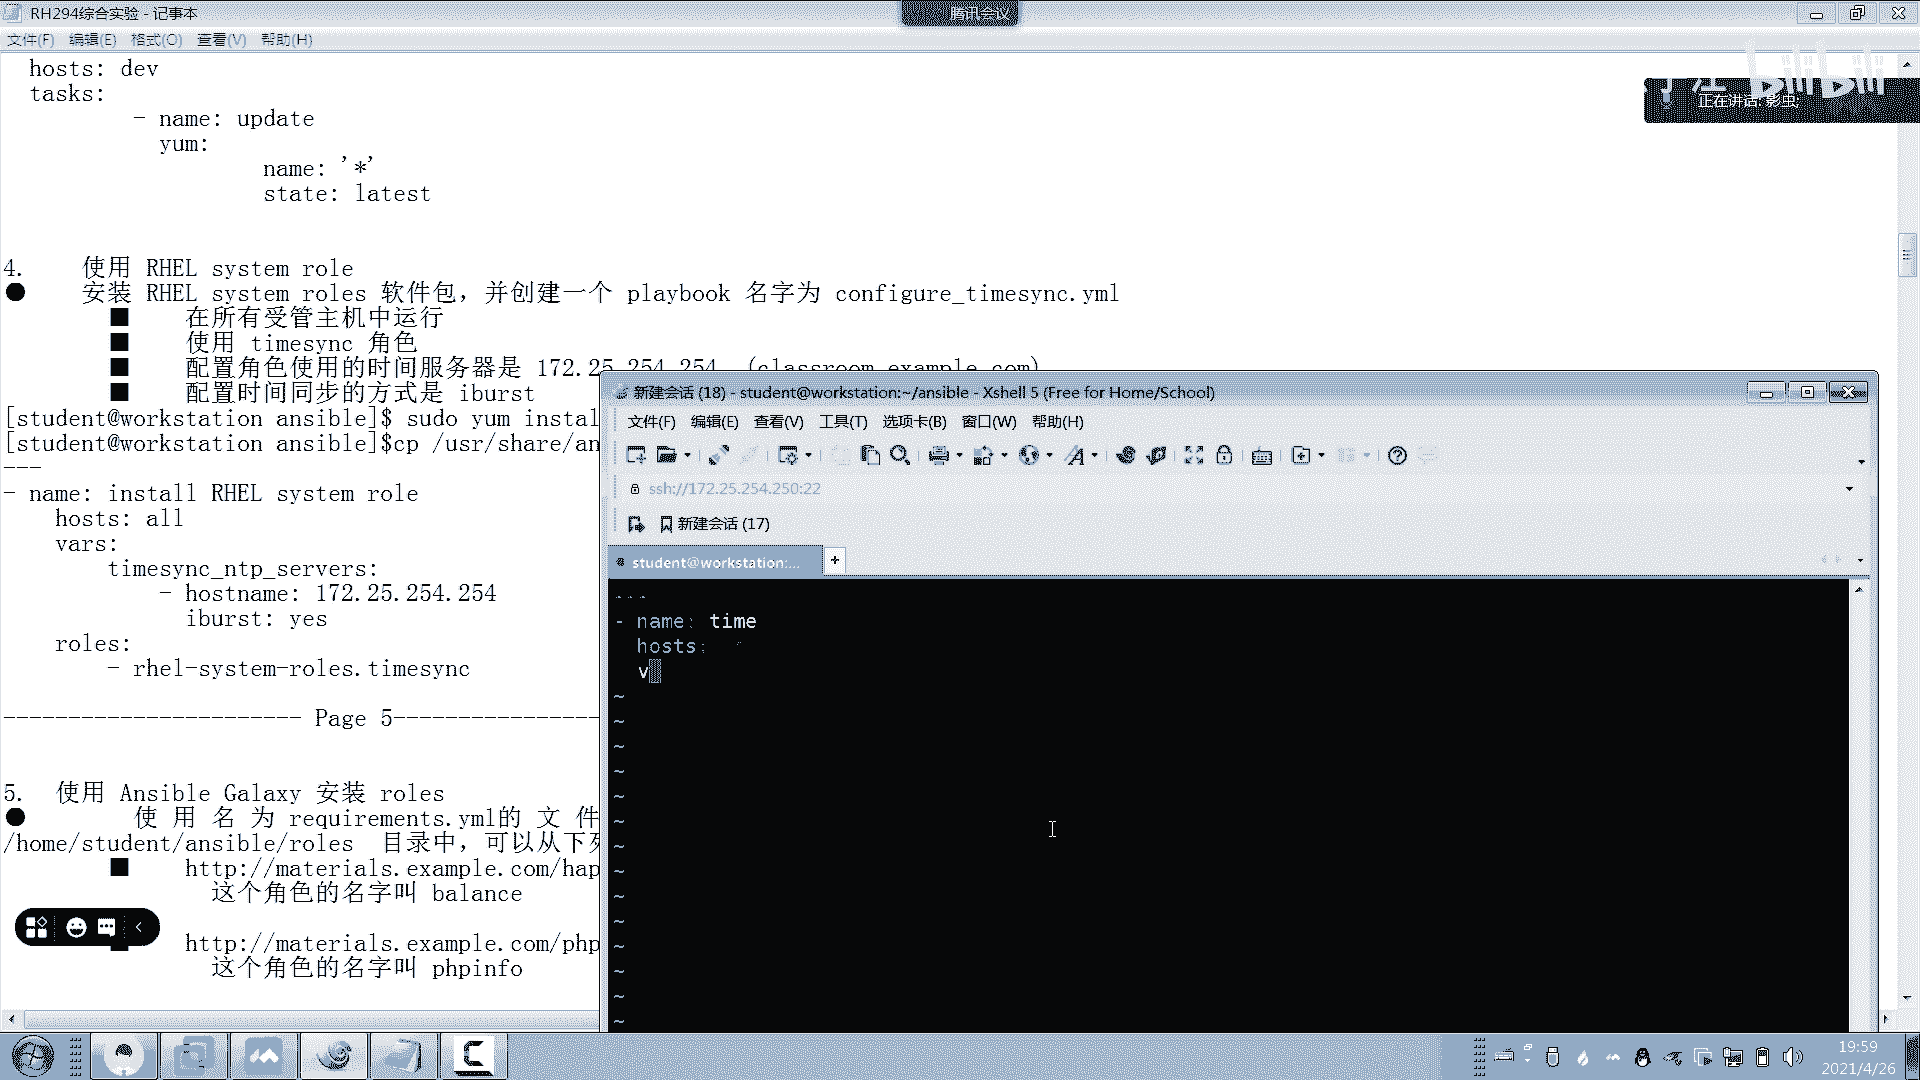 RH294综合实验 - 记事本
腾讯会议
文件(F) 编辑(E) 格式(O) 查看(V) 帮助(H)
bilibili
正在讲话: 彭虫
hosts: dev
tasks:
- name: update
yum:
name: '*'
state: latest
4. 使用 RHEL system role
● 安装 RHEL system roles 软件包，并创建一个 playbook 名字为 configure_timesync.yml
■ 在所有受管主机中运行
■ 使用 timesync 角色
■ 配置角色使用的时间服务器是 172.25.254.254 (classroom.example.com)
■ 配置时间同步的方式是 iburst
[student@workstation ansible]$ sudo yum instal
[student@workstation ansible]$cp /usr/share/an
---
- name: install RHEL system role
hosts: all
vars:
timesync_ntp_servers:
- hostname: 172.25.254.254
iburst: yes
roles:
- rhel-system-roles.timesync
----------------------- Page 5----------------
5. 使用 Ansible Galaxy 安装 roles
● 使 用 名 为 requirements.yml的 文 件
/home/student/ansible/roles 目录中，可以从下列
■ http://materials.example.com/hap
这个角色的名字叫 balance
■ http://materials.example.com/php
这个角色的名字叫 phpinfo
新建会话 (18) - student@workstation:~/ansible - Xshell 5 (Free for Home/School)
文件(F) 编辑(E) 查看(V) 工具(T) 选项卡(B) 窗口(W) 帮助(H)
ssh://172.25.254.250:22
新建会话 (17)
student@workstation:...
---
- name: time
hosts:
v
~
~
~
~
~
~
~
~
~
~
~
~
~
~
19:59
2021/4/26